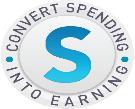 CONVERT SPENDING
S
INTO EARNING